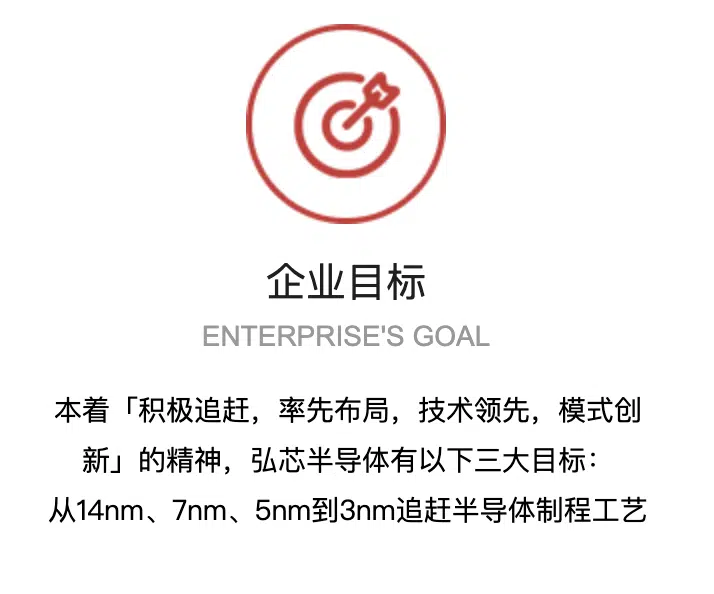 企业目标
ENTERPRISE'S GOAL
本着「积极追赶，率先布局，技术领先，模式创
新」的精神，弘芯半导体有以下三大目标：
从14nm、7nm、5nm到3nm追赶半导体制程工艺